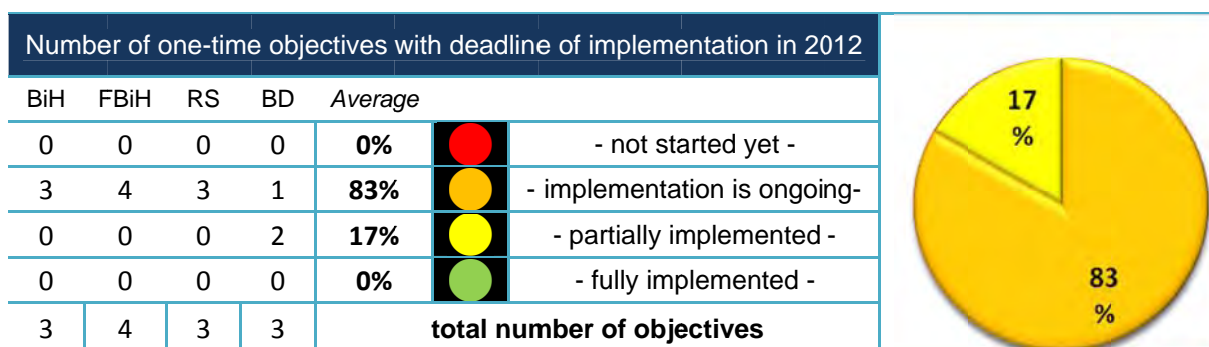 Number of one-time objectives with deadline of implementation in 2012
BiH FBiH RS BD Average
0 0 0 0 0% - not started yet -
3 4 3 1 83% - implementation is ongoing-
0 0 0 2 17% - partially implemented -
0 0 0 0 0% - fully implemented -
3 4 3 3 total number of objectives
17
%
83
%